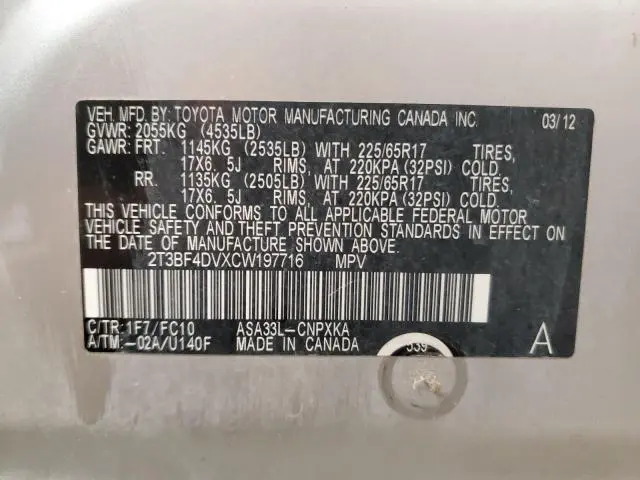 VEH. MFD BY: TOYOTA MOTOR MANUFACTURING CANADA INC. 03/12
GVWR: 2055KG (4535LB)
GAWR: FRT. 1145KG (2535LB) WITH 225/65R17 TIRES,
17X6. 5J RIMS, AT 220KPA (32PSI) COLD.
RR. 1135KG (2505LB) WITH 225/65R17 TIRES,
17X6. 5J RIMS, AT 220KPA (32PSI) COLD.
THIS VEHICLE CONFORMS TO ALL APPLICABLE FEDERAL MOTOR
VEHICLE SAFETY AND THEFT PREVENTION STANDARDS IN EFFECT ON
THE DATE OF MANUFACTURE SHOWN ABOVE.
2T3BF4DVXCW197716 MPV
C/TR: 1F7/FC10 ASA33L-CNPXKA A
A/TM: -02A/U140F MADE IN CANADA 539